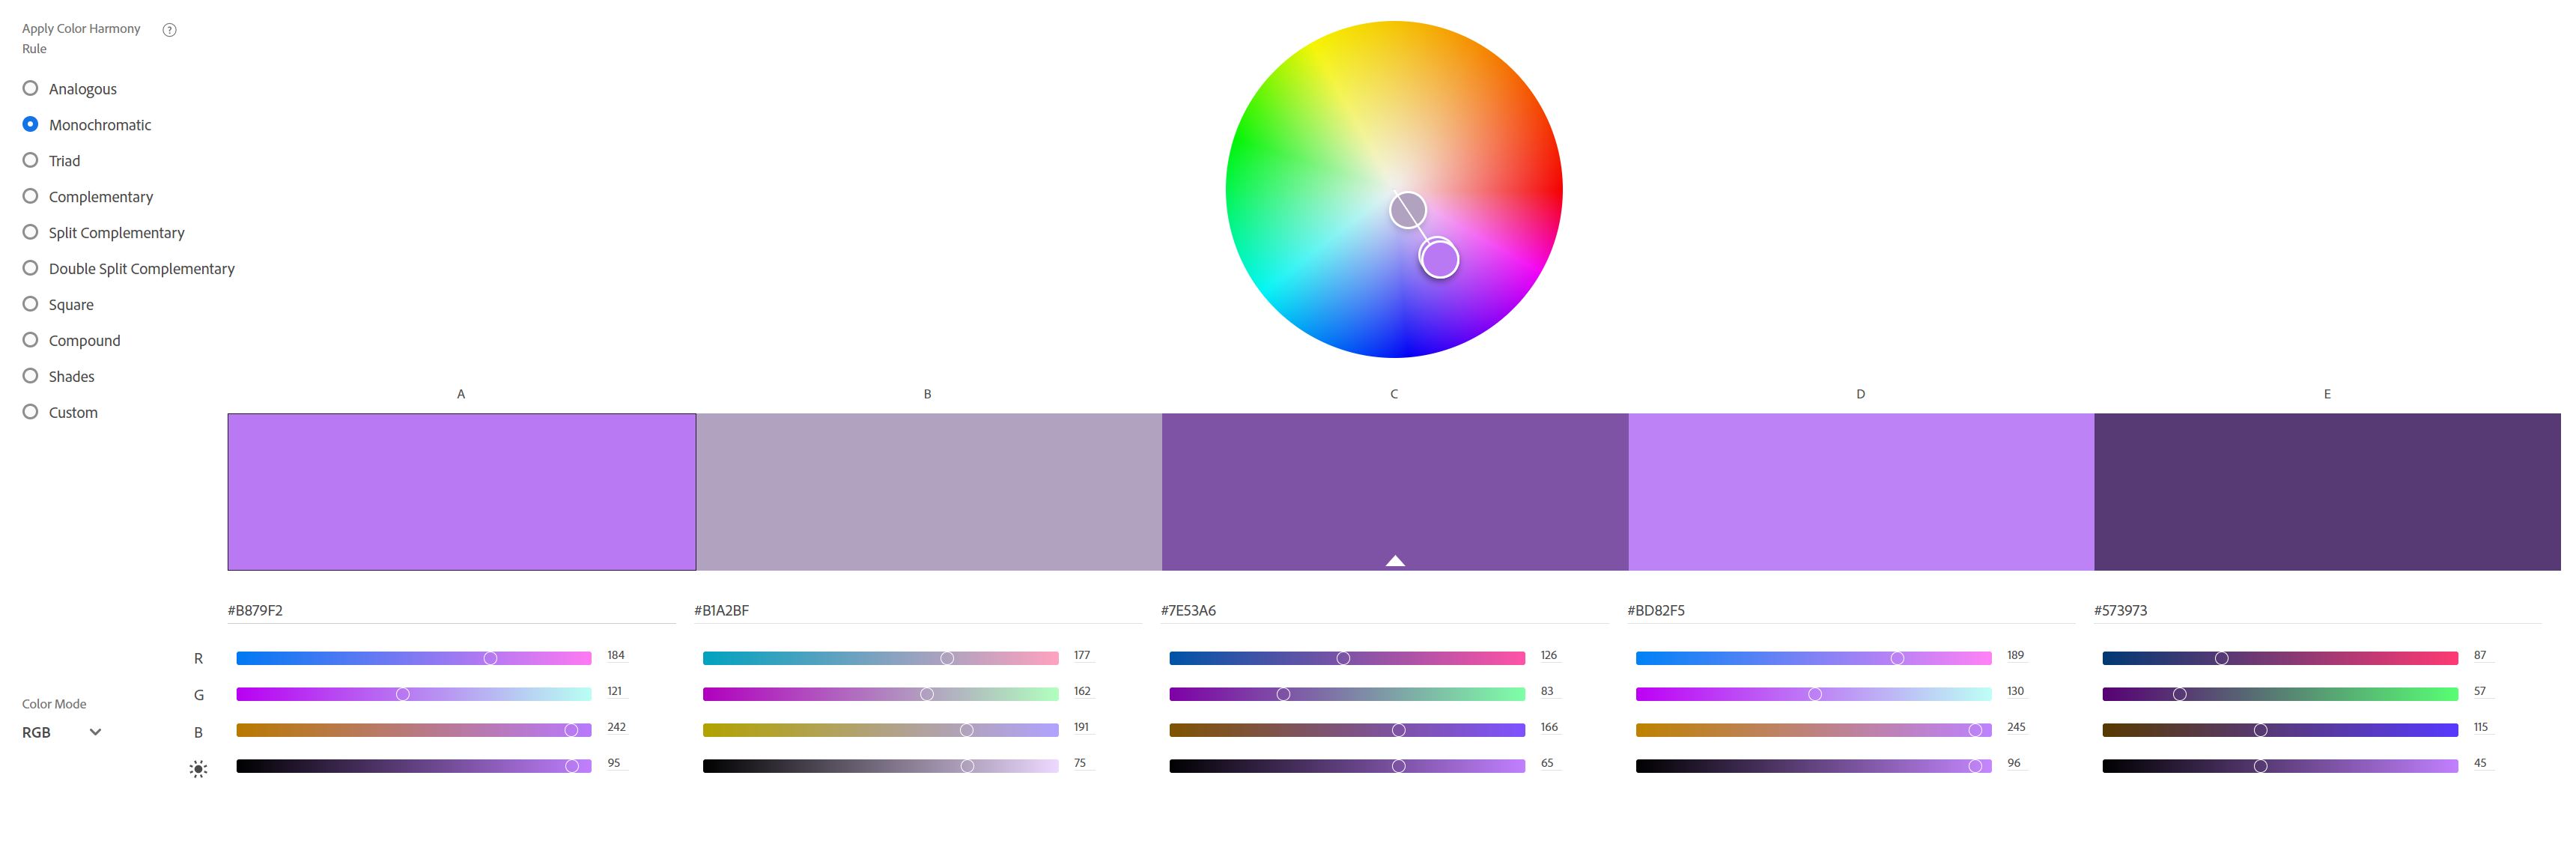 Apply Color Harmony
Rule
?
Analogous
Monochromatic
Triad
Complementary
Split Complementary
Double Split Complementary
Square
Compound
Shades
Custom
A B C D E
#B879F2 #B1A2BF #7E53A6 #BD82F5 #573973
R 184 177 126 189 87
G 121 162 83 130 57
Color Mode
RGB
B 242 191 166 245 115
95 75 65 96 45